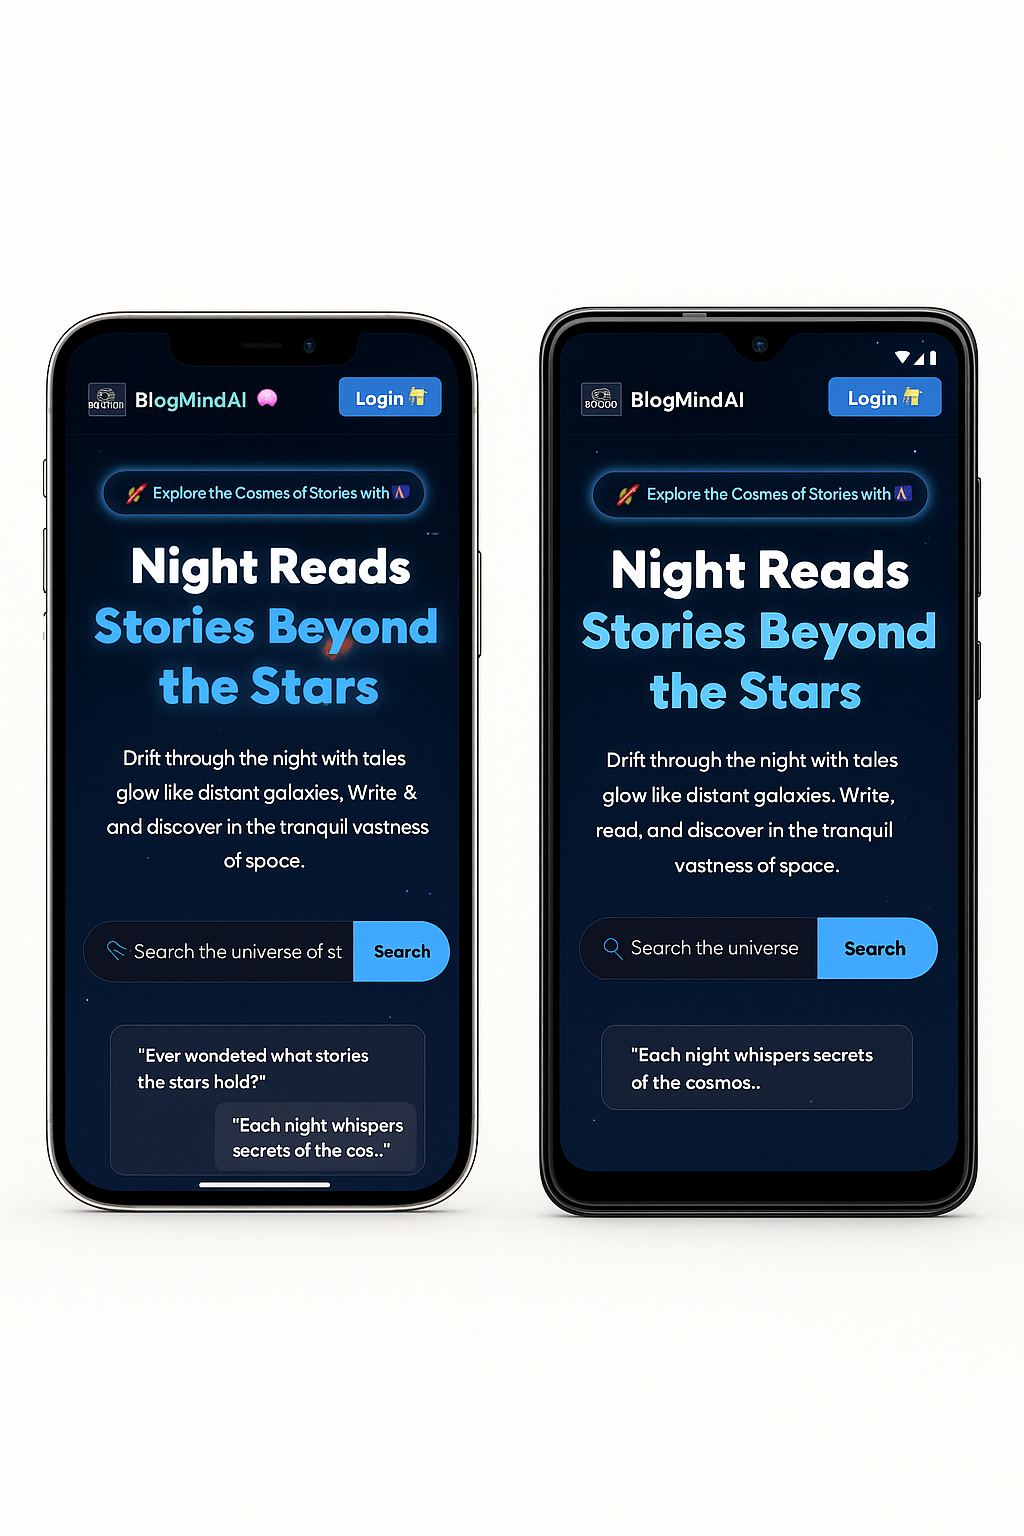 BlogMindAI
Login
Explore the Cosmes of Stories with
Night Reads
Stories Beyond
the Stars
Drift through the night with tales
glow like distant galaxies, Write &
and discover in the tranquil vastness
of spoce.
Search the universe of st
Search
"Ever wondeted what stories
the stars hold?"
"Each night whispers
secrets of the cos.."
BOOOO
BlogMindAI
Login
Explore the Cosmes of Stories with
Night Reads
Stories Beyond
the Stars
Drift through the night with tales
glow like distant galaxies. Write,
read, and discover in the tranquil
vastness of space.
Search the universe
Search
"Each night whispers secrets
of the cosmos..